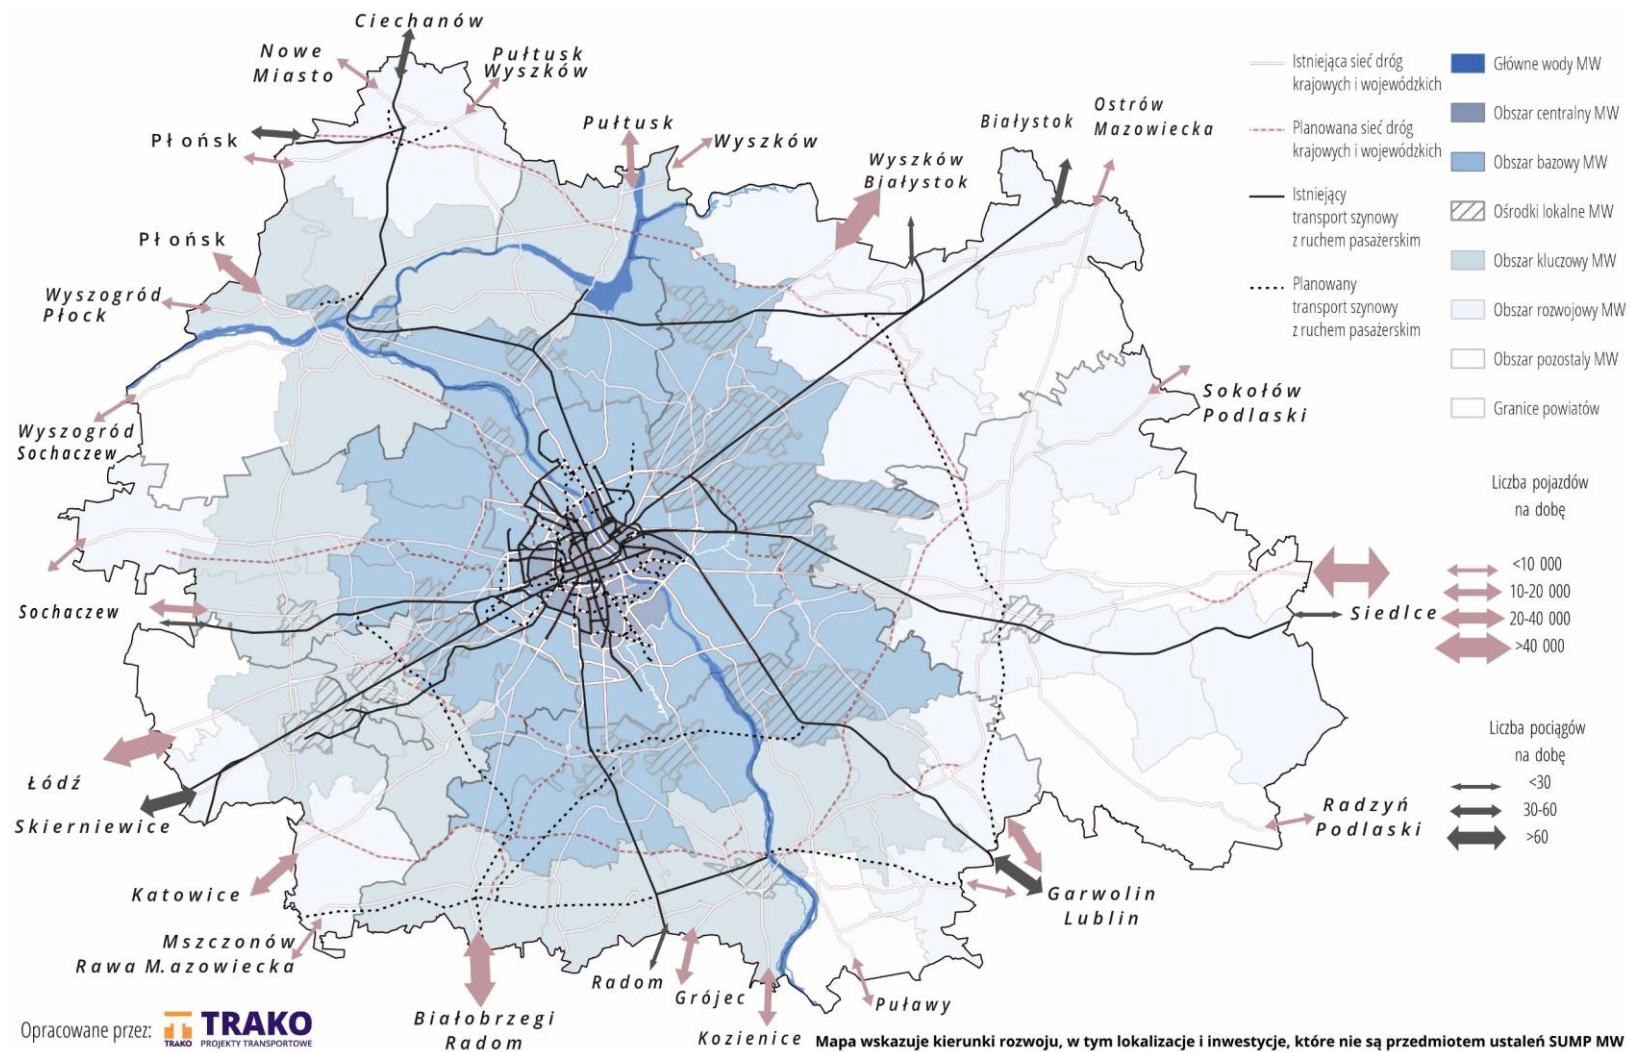 Ciechanów
Nowe
Miasto
Pułtusk
Wyszków
Płońsk
Pułtusk
Wyszków
Wyszków
Białystok
Białystok
Ostrów
Mazowiecka
Płońsk
Wyszogród
Płock
Wyszogród
Sochaczew
Sochaczew
Łódź
Skierniewice
Katowice
Mszczonów
Rawa M.azowiecka
Białobrzegi
Radom
Radom
Grójec
Kozienice
Puławy
Garwolin
Lublin
Radzyń
Podlaski
Siedlce
Sokołów
Podlaski
Istniejąca sieć dróg
krajowych i wojewódzkich
Planowana sieć dróg
krajowych i wojewódzkich
Istniejący
transport szynowy
z ruchem pasażerskim
Planowany
transport szynowy
z ruchem pasażerskim
Główne wody MW
Obszar centralny MW
Obszar bazowy MW
Ośrodki lokalne MW
Obszar kluczowy MW
Obszar rozwojowy MW
Obszar pozostały MW
Granice powiatów
Liczba pojazdów
na dobę
<10 000
10-20 000
20-40 000
>40 000
Liczba pociągów
na dobę
<30
30-60
>60
Opracowane przez:
TRAKO
TRAKO
PROJEKTY TRANSPORTOWE
Mapa wskazuje kierunki rozwoju, w tym lokalizacje i inwestycje, które nie są przedmiotem ustaleń SUMP MW